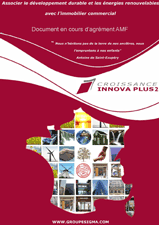 Associer le développement durable et les énergies renouvelables
avec l'immobilier commercial
Document en cours d'agrément AMF
" Nous n'héritons pas de la terre de nos ancêtres, nous
l'empruntons à nos enfants"
Antoine de Saint-Exupéry
CROISSANCE
INNOVA PLUS2
WWW.GROUPESIGMA.COM